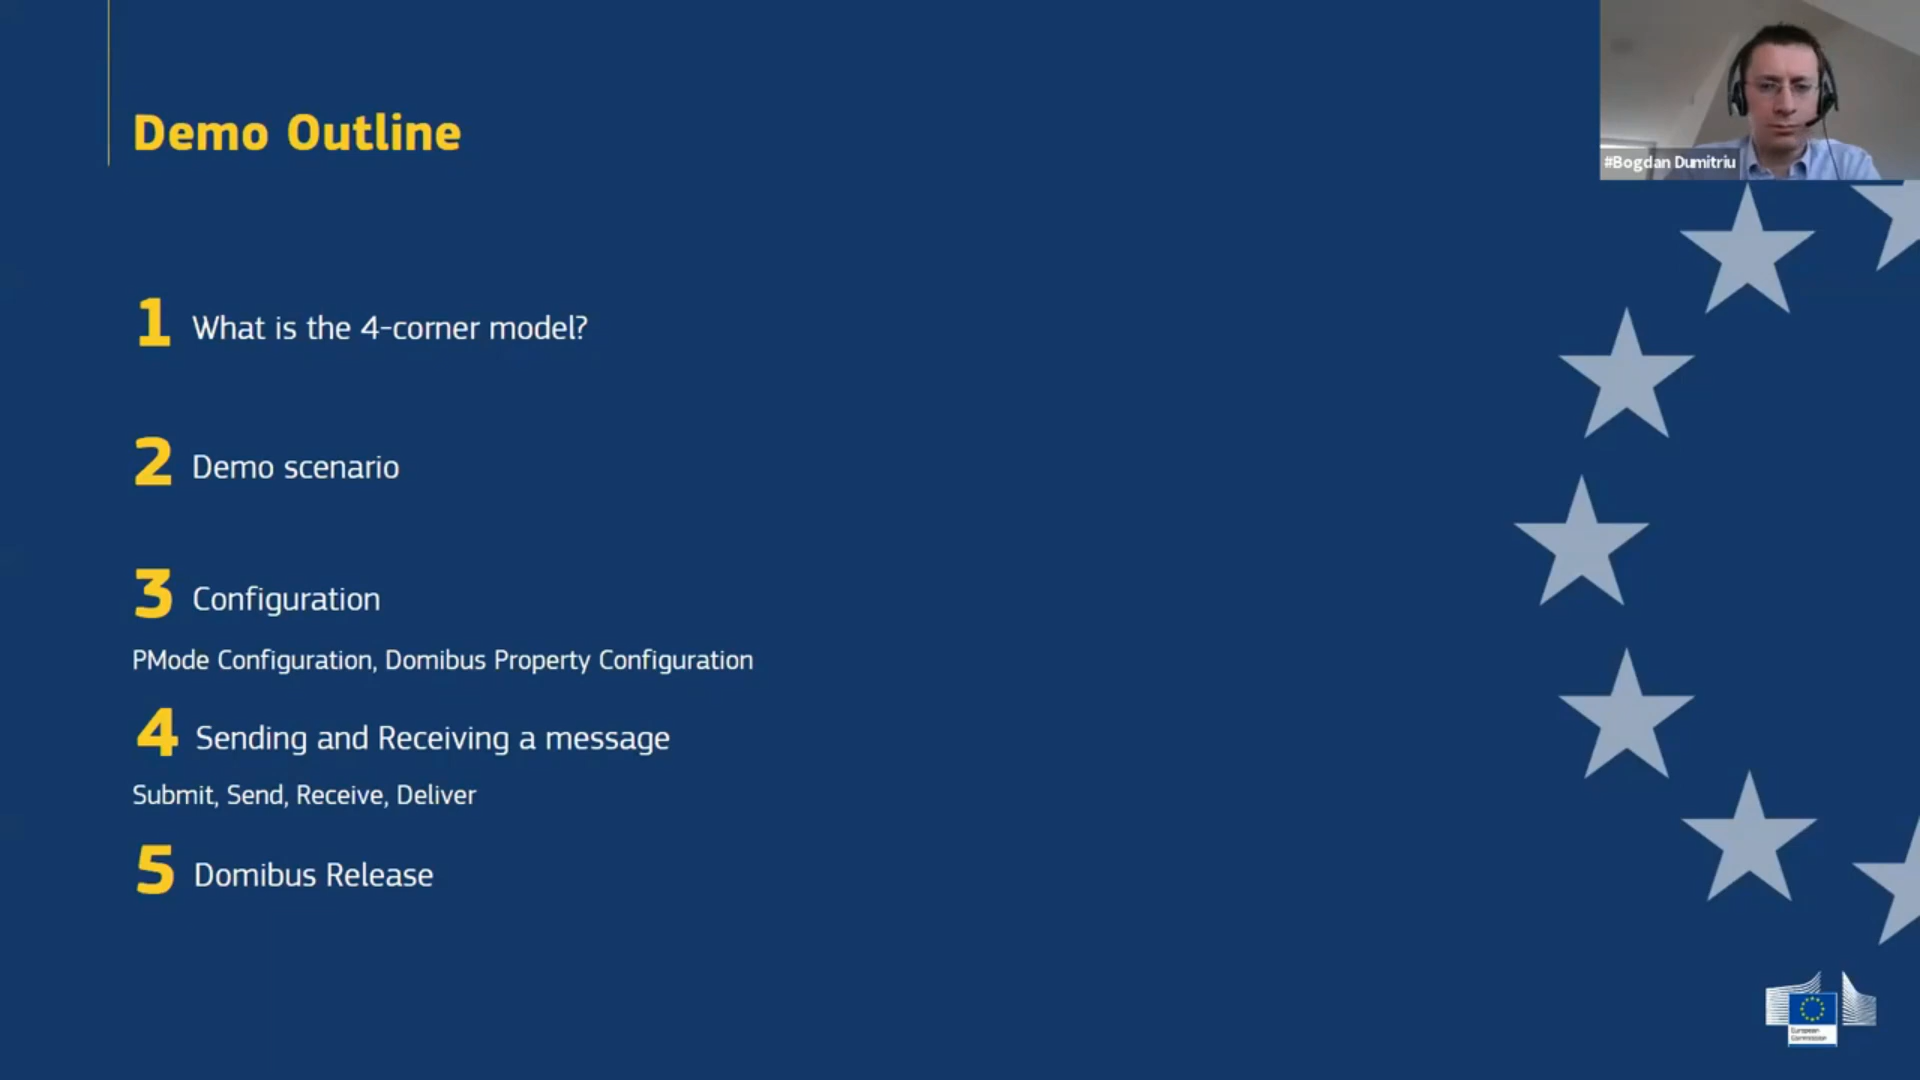 Demo Outline
#Bogdan Dumitriu
1 What is the 4-corner model?
2 Demo scenario
3 Configuration
PMode Configuration, Domibus Property Configuration
4 Sending and Receiving a message
Submit, Send, Receive, Deliver
5 Domibus Release
European
Commission